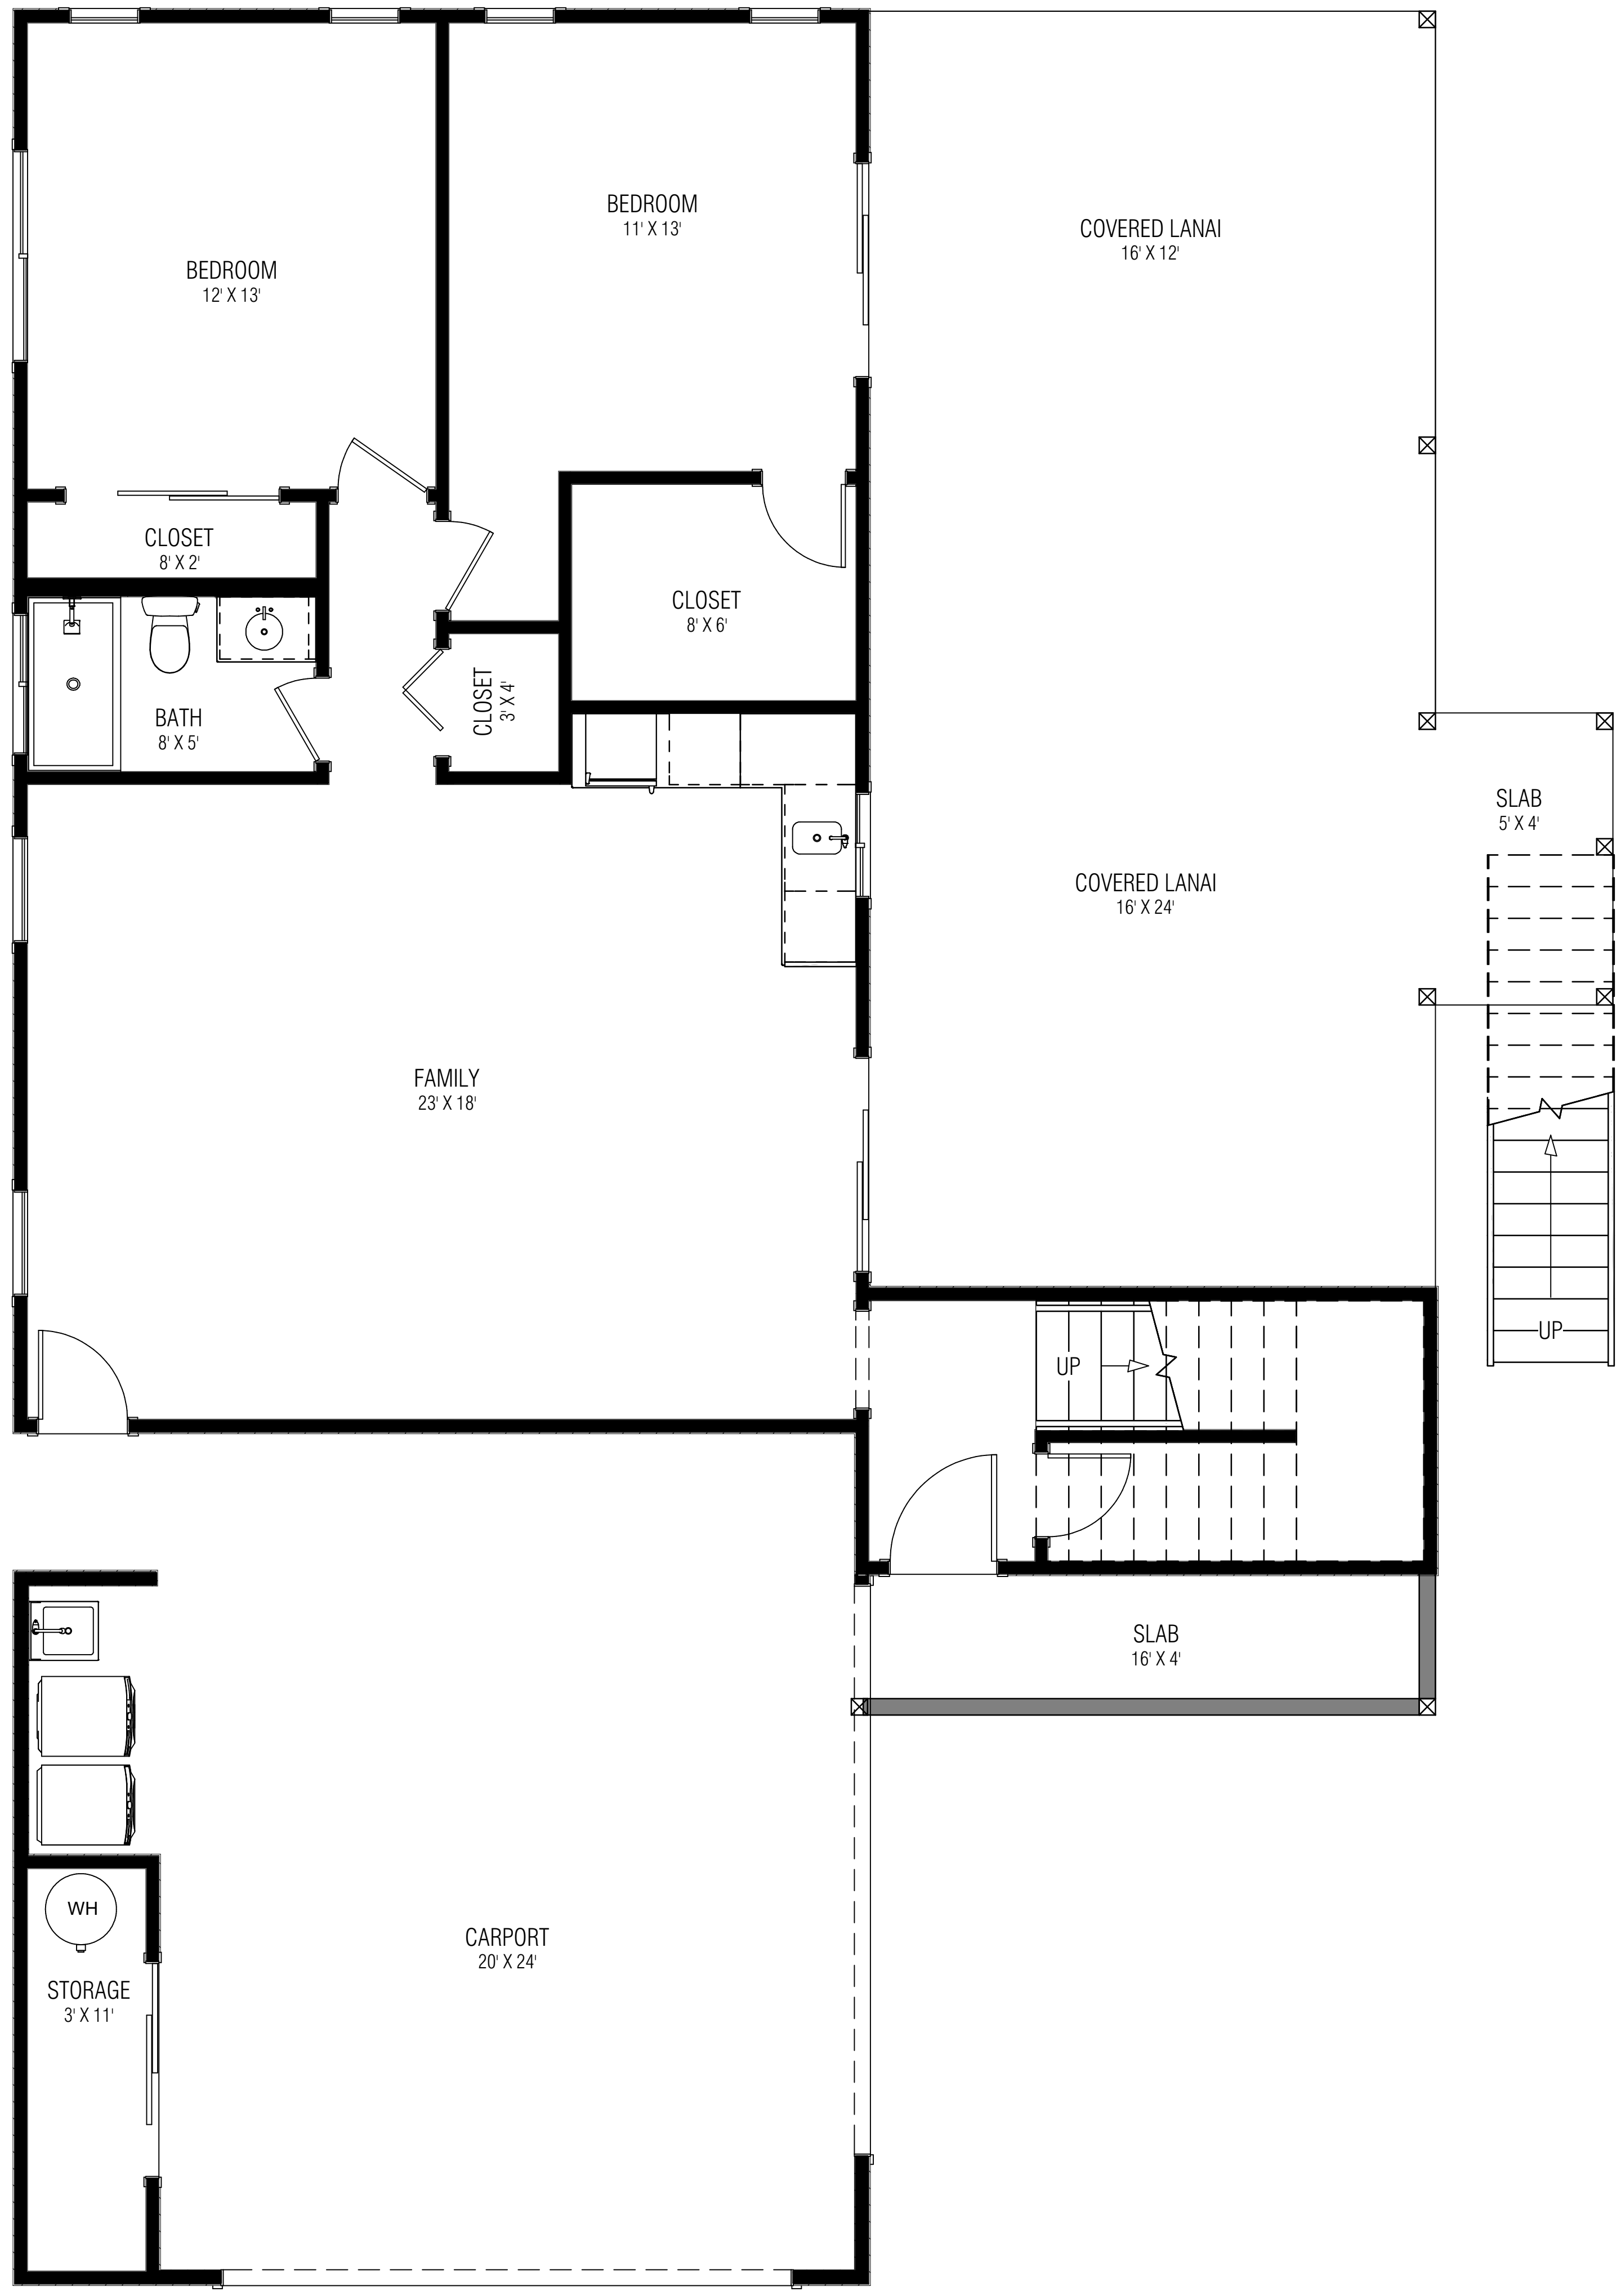 BEDROOM
11' X 13'
COVERED LANAI
16' X 12'
BEDROOM
12' X 13'
CLOSET
8' X 2'
CLOSET
8' X 6'
CLOSET
3' X 4'
BATH
8' X 5'
SLAB
5' X 4'
COVERED LANAI
16' X 24'
FAMILY
23' X 18'
UP
UP
SLAB
16' X 4'
WH
CARPORT
20' X 24'
STORAGE
3' X 11'